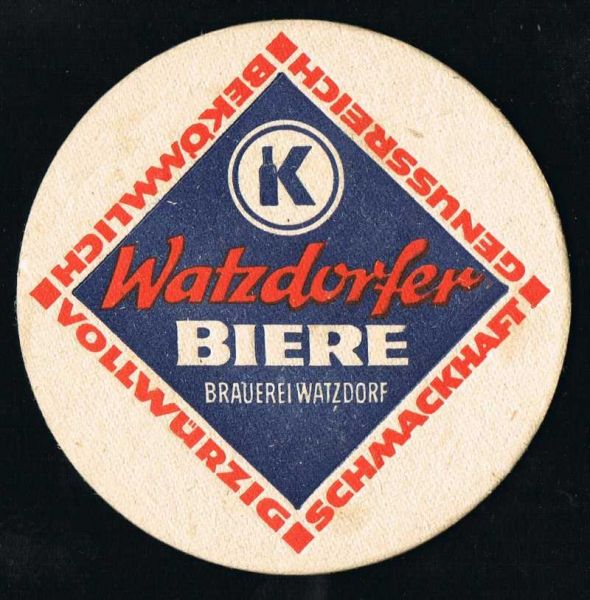 BEKÖMMLICH
GENUSSREICH
K
Watzdorfer
BIERE
BRAUEREI WATZDORF
VOLLWÜRZIG
SCHMACKHAFT